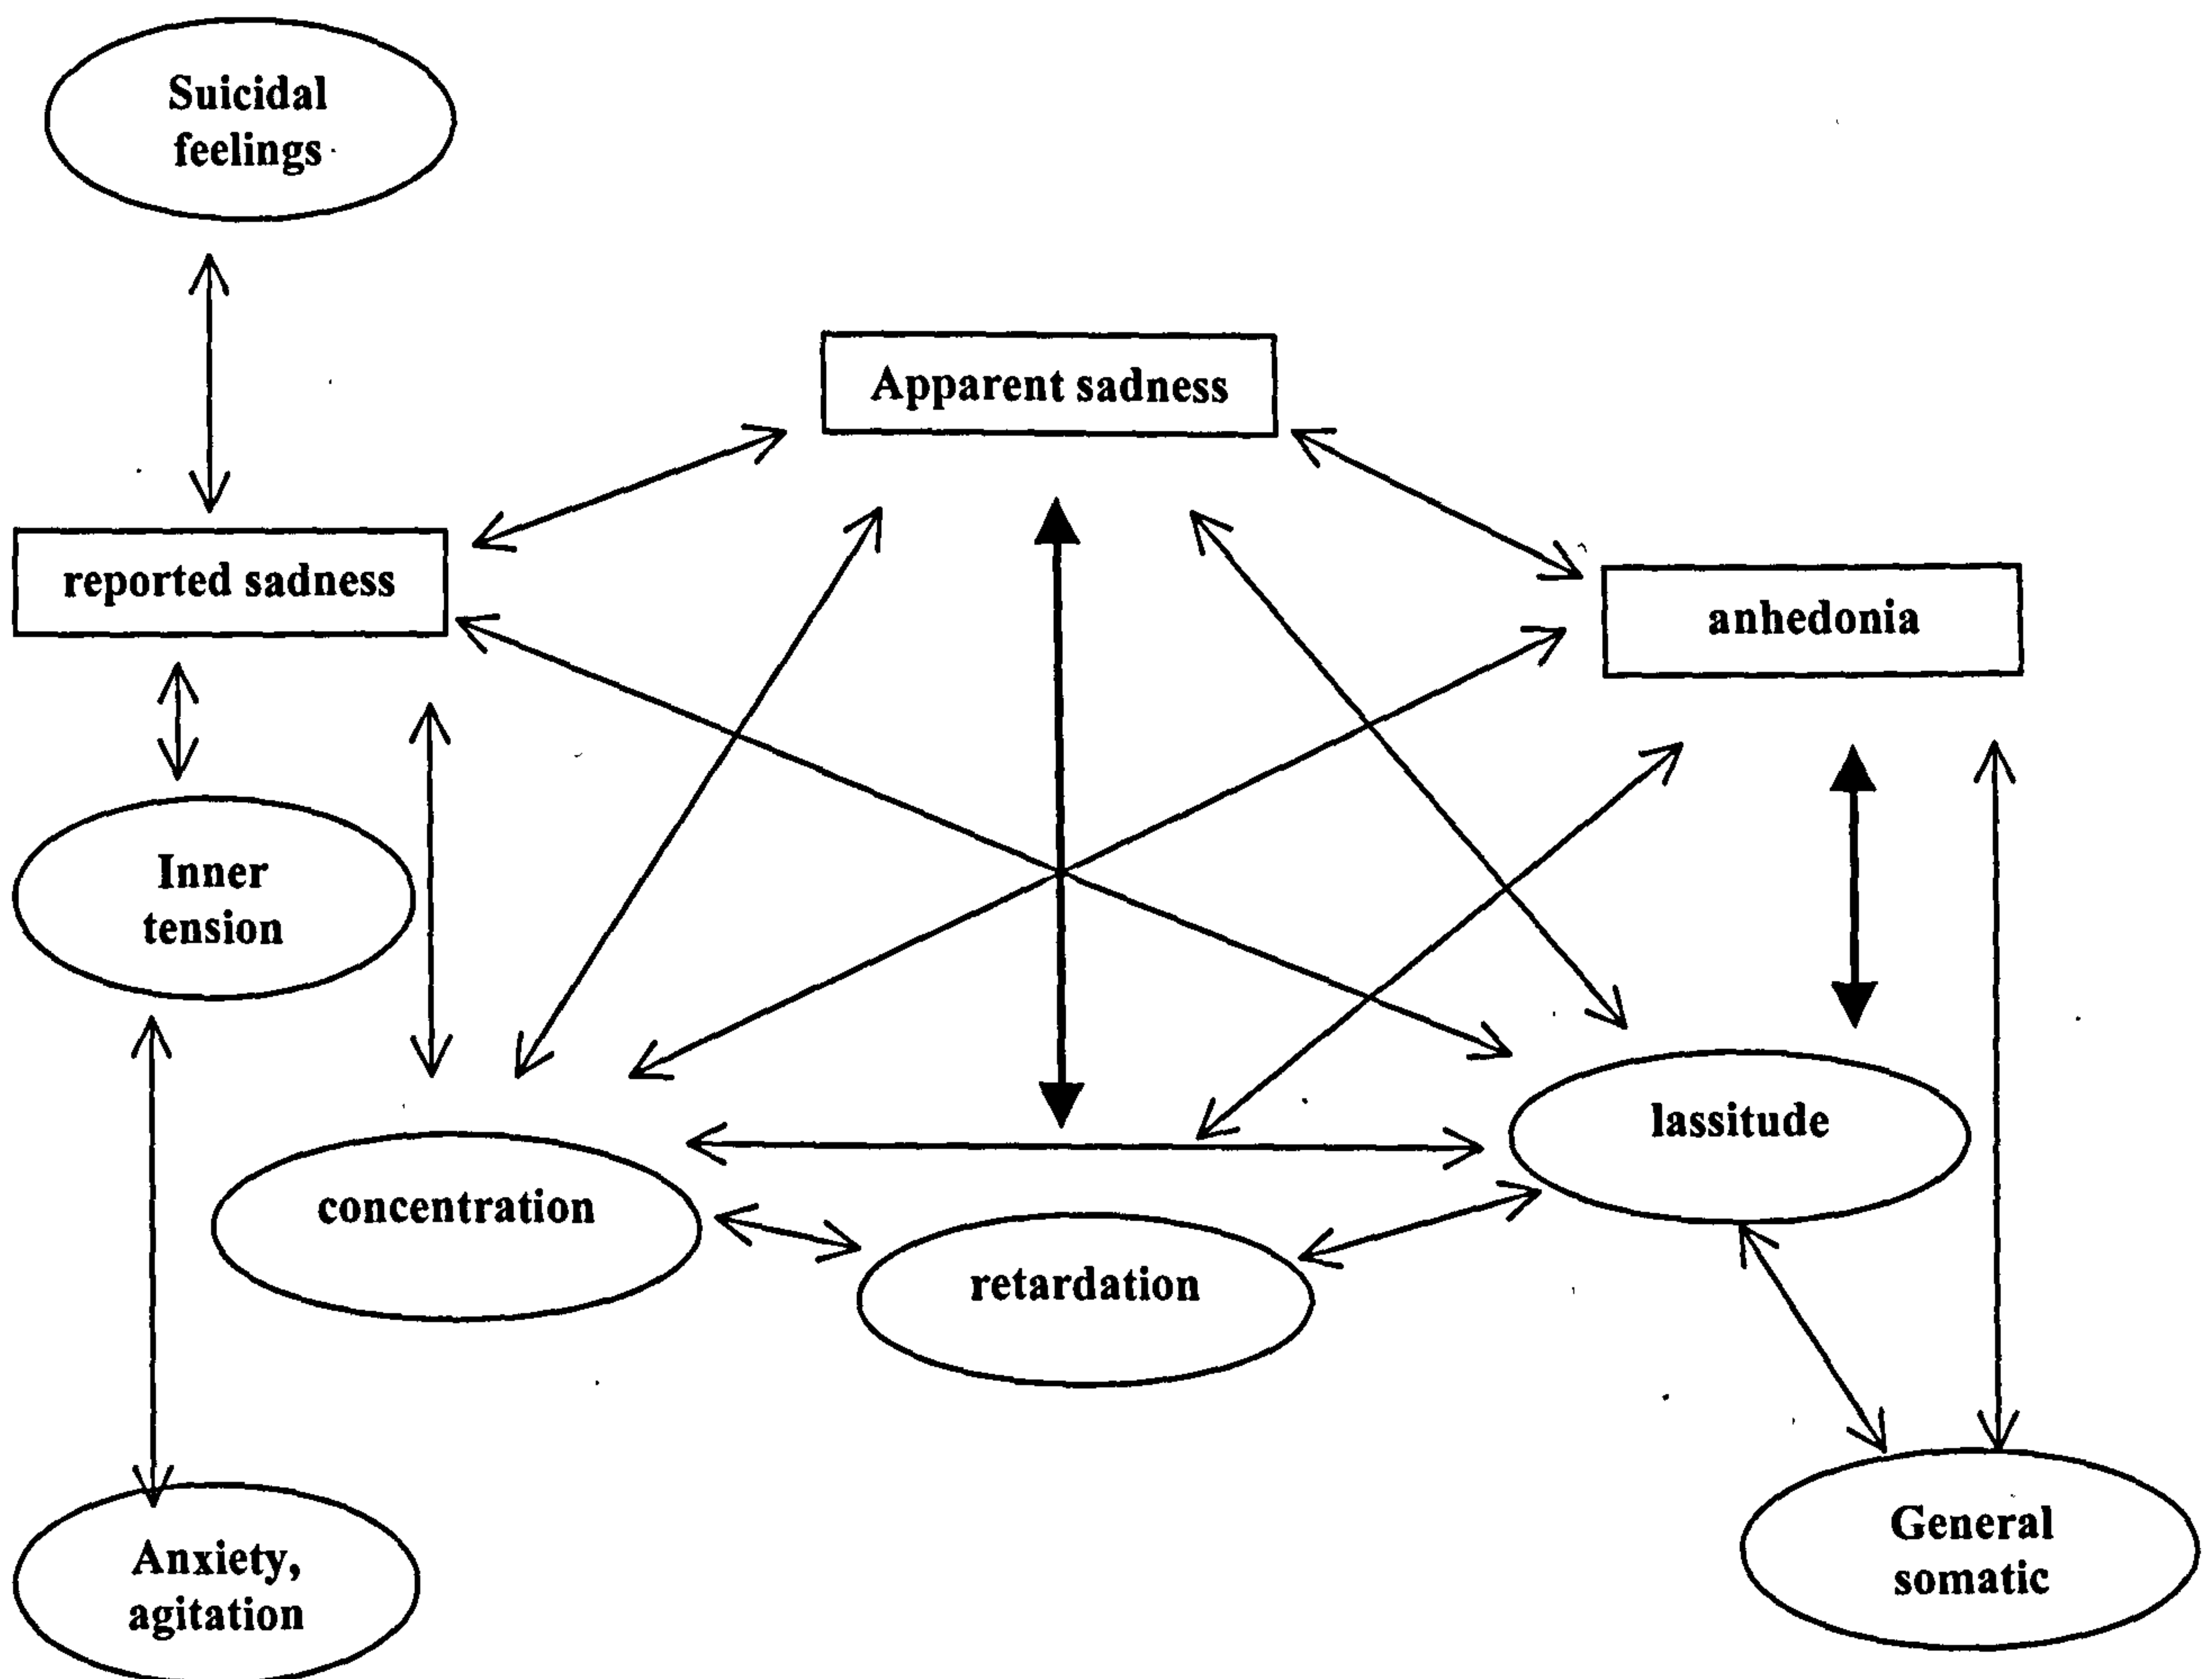 Suicidal
feelings
Apparent sadness
reported sadness
anhedonia
Inner
tension
lassitude
concentration
retardation
General
somatic
Anxiety,
agitation